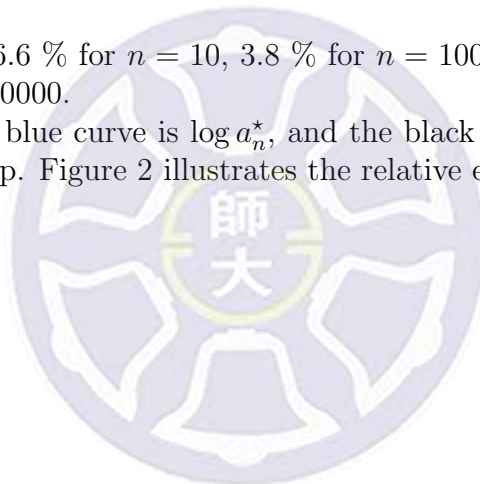 6.6 % for n = 10, 3.8 % for n = 100
0000.
blue curve is log a⋆n, and the black
p. Figure 2 illustrates the relative e
師
大